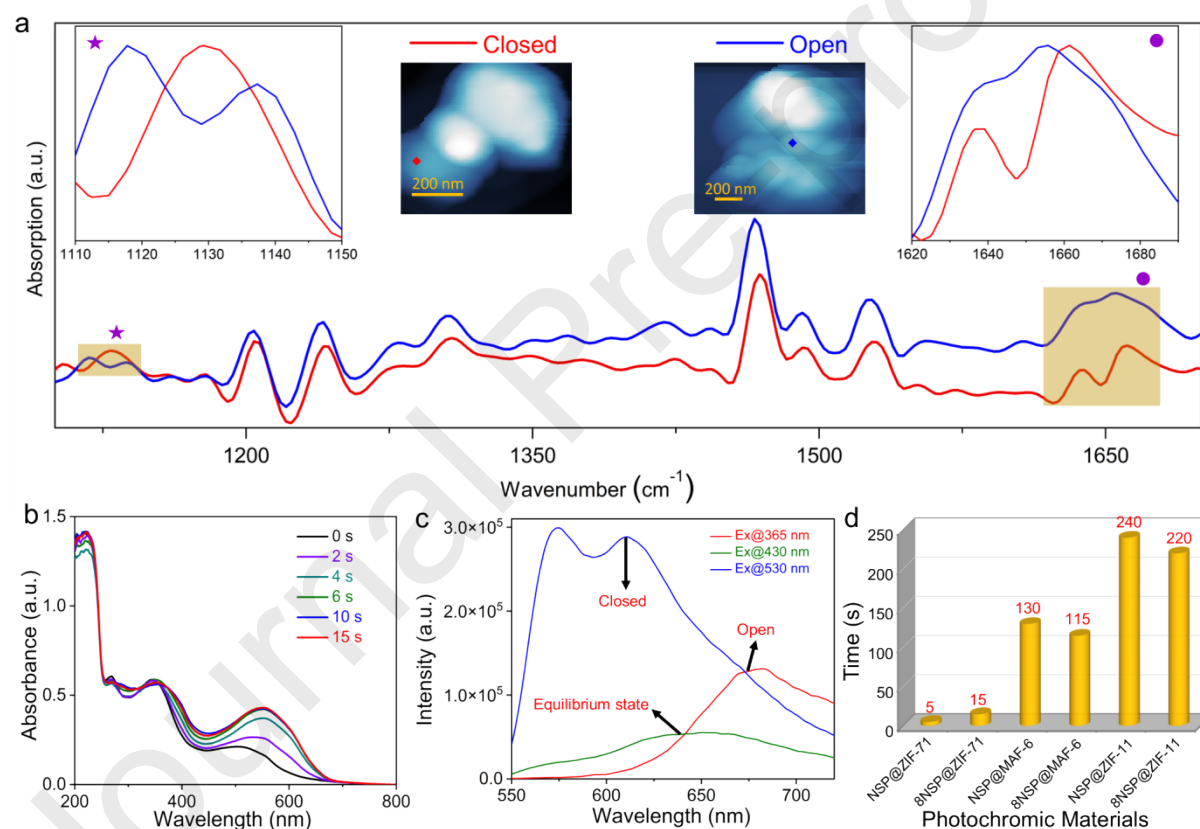 a
★
Closed
Open
●
200 nm
200 nm
Absorption (a.u.)
1110 1120 1130 1140 1150
1620 1640 1660 1680
★
●
1200 1350 1500 1650
Wavenumber (cm⁻¹)
b
1.5
1.0
0.5
0.0
Absorbance (a.u.)
0 s
2 s
4 s
6 s
10 s
15 s
200 400 600 800
Wavelength (nm)
c
3.0×10⁵
2.0×10⁵
1.0×10⁵
0.0
Intensity (a.u.)
Ex@365 nm
Ex@430 nm
Ex@530 nm
Closed
Open
Equilibrium state
550 600 650 700
Wavelength (nm)
d
250
200
150
100
50
0
Time (s)
5
15
130
115
240
220
NSP@ZIF-71
8NSP@ZIF-71
NSP@MAF-6
8NSP@MAF-6
NSP@ZIF-11
8NSP@ZIF-11
Photochromic Materials
Journal Pre-pro